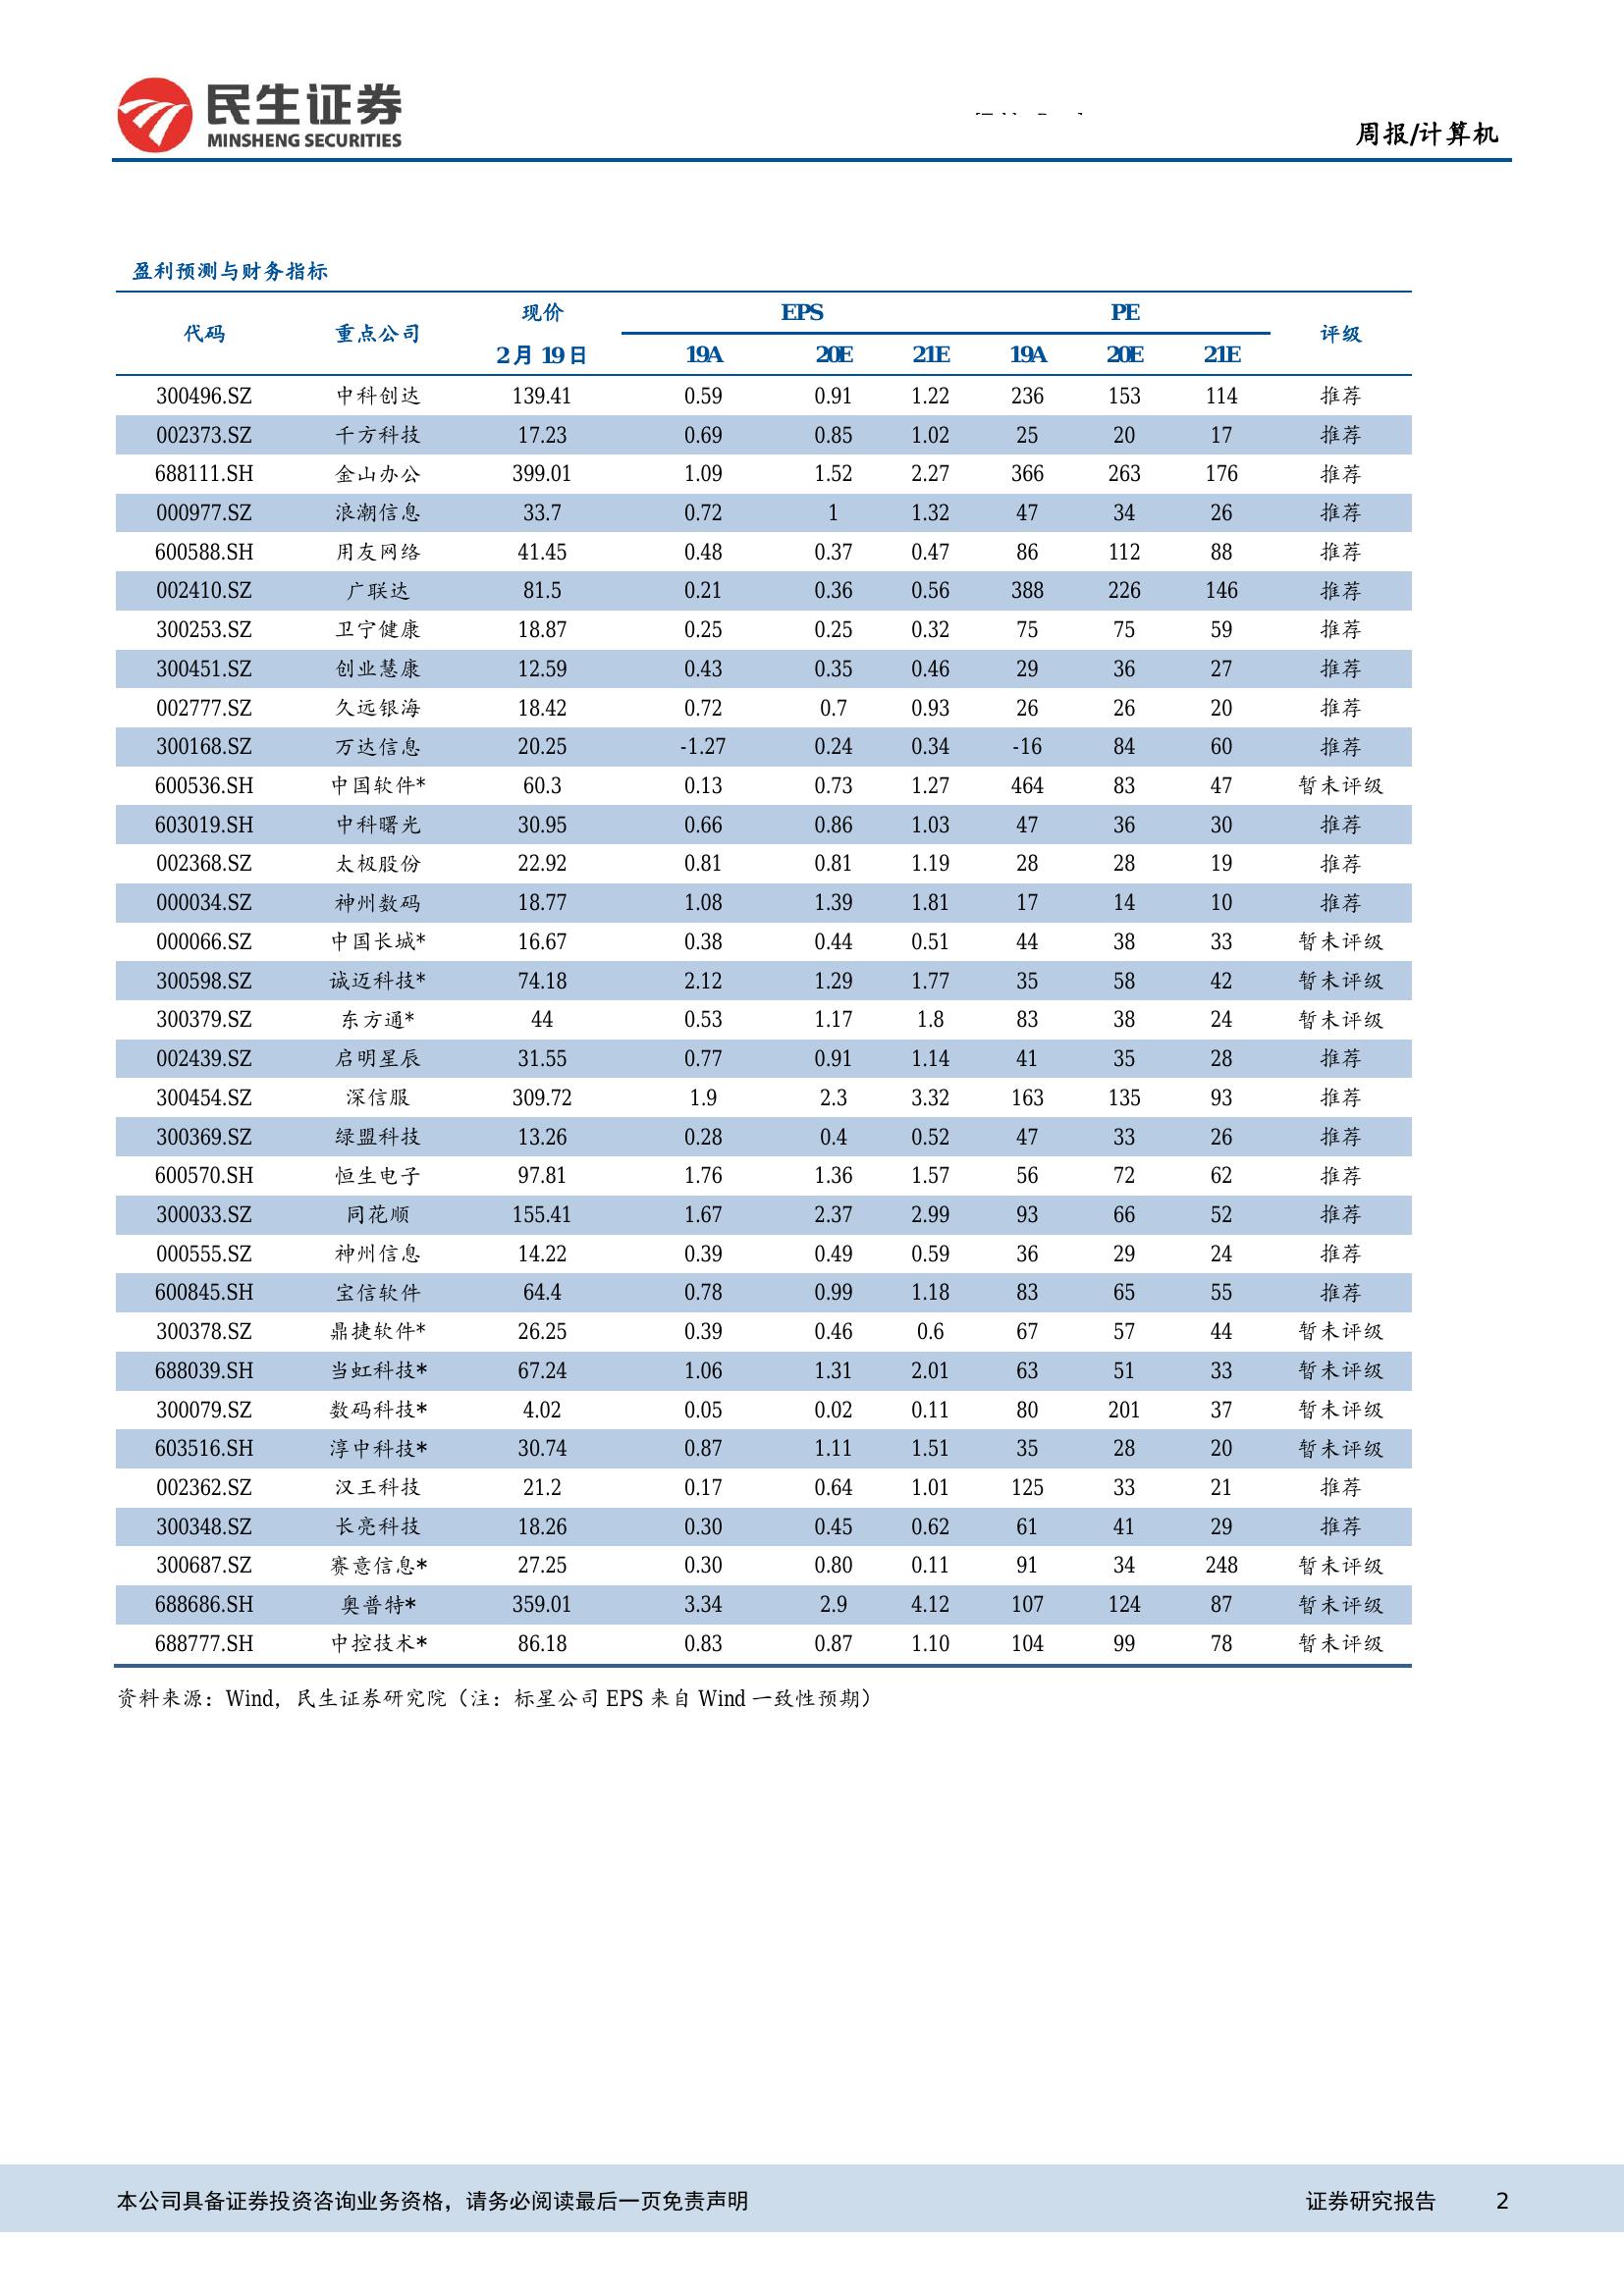 民生证券
MINSHENG SECURITIES
周报/计算机
盈利预测与财务指标
代码 重点公司 现价 EPS PE 评级
2 月 19 日 19A 20E 21E 19A 20E 21E
300496.SZ 中科创达 139.41 0.59 0.91 1.22 236 153 114 推荐
002373.SZ 千方科技 17.23 0.69 0.85 1.02 25 20 17 推荐
688111.SH 金山办公 399.01 1.09 1.52 2.27 366 263 176 推荐
000977.SZ 浪潮信息 33.7 0.72 1 1.32 47 34 26 推荐
600588.SH 用友网络 41.45 0.48 0.37 0.47 86 112 88 推荐
002410.SZ 广联达 81.5 0.21 0.36 0.56 388 226 146 推荐
300253.SZ 卫宁健康 18.87 0.25 0.25 0.32 75 75 59 推荐
300451.SZ 创业慧康 12.59 0.43 0.35 0.46 29 36 27 推荐
002777.SZ 久远银海 18.42 0.72 0.7 0.93 26 26 20 推荐
300168.SZ 万达信息 20.25 -1.27 0.24 0.34 -16 84 60 推荐
600536.SH 中国软件* 60.3 0.13 0.73 1.27 464 83 47 暂未评级
603019.SH 中科曙光 30.95 0.66 0.86 1.03 47 36 30 推荐
002368.SZ 太极股份 22.92 0.81 0.81 1.19 28 28 19 推荐
000034.SZ 神州数码 18.77 1.08 1.39 1.81 17 14 10 推荐
000066.SZ 中国长城* 16.67 0.38 0.44 0.51 44 38 33 暂未评级
300598.SZ 诚迈科技* 74.18 2.12 1.29 1.77 35 58 42 暂未评级
300379.SZ 东方通* 44 0.53 1.17 1.8 83 38 24 暂未评级
002439.SZ 启明星辰 31.55 0.77 0.91 1.14 41 35 28 推荐
300454.SZ 深信服 309.72 1.9 2.3 3.32 163 135 93 推荐
300369.SZ 绿盟科技 13.26 0.28 0.4 0.52 47 33 26 推荐
600570.SH 恒生电子 97.81 1.76 1.36 1.57 56 72 62 推荐
300033.SZ 同花顺 155.41 1.67 2.37 2.99 93 66 52 推荐
000555.SZ 神州信息 14.22 0.39 0.49 0.59 36 29 24 推荐
600845.SH 宝信软件 64.4 0.78 0.99 1.18 83 65 55 推荐
300378.SZ 鼎捷软件* 26.25 0.39 0.46 0.6 67 57 44 暂未评级
688039.SH 当虹科技* 67.24 1.06 1.31 2.01 63 51 33 暂未评级
300079.SZ 数码科技* 4.02 0.05 0.02 0.11 80 201 37 暂未评级
603516.SH 淳中科技* 30.74 0.87 1.11 1.51 35 28 20 暂未评级
002362.SZ 汉王科技 21.2 0.17 0.64 1.01 125 33 21 推荐
300348.SZ 长亮科技 18.26 0.30 0.45 0.62 61 41 29 推荐
300687.SZ 赛意信息* 27.25 0.30 0.80 0.11 91 34 248 暂未评级
688686.SH 奥普特* 359.01 3.34 2.9 4.12 107 124 87 暂未评级
688777.SH 中控技术* 86.18 0.83 0.87 1.10 104 99 78 暂未评级
资料来源：Wind，民生证券研究院（注：标星公司 EPS 来自 Wind 一致性预期）
本公司具备证券投资咨询业务资格，请务必阅读最后一页免责声明 证券研究报告 2